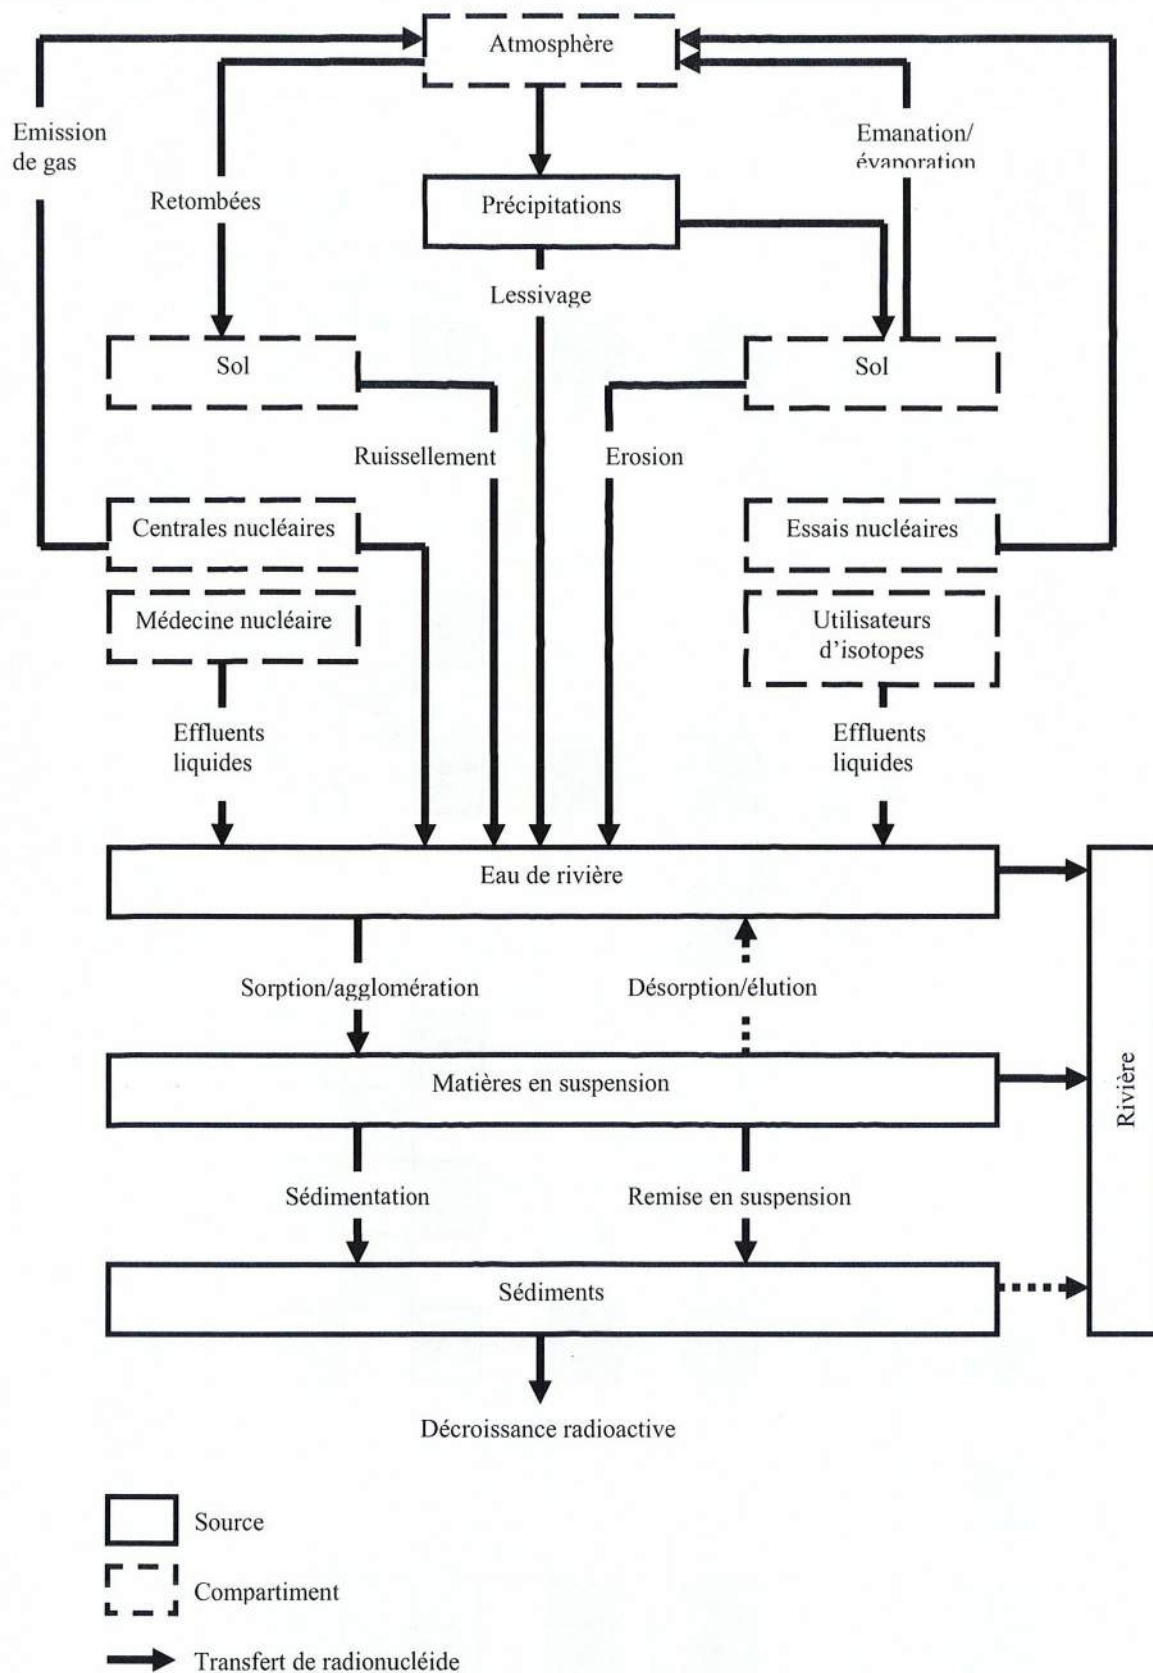 Atmosphère
Emission
de gas
Emanation/
évaporation
Retombées
Précipitations
Lessivage
Sol
Sol
Ruissellement
Erosion
Centrales nucléaires
Essais nucléaires
Médecine nucléaire
Utilisateurs
d'isotopes
Effluents
liquides
Effluents
liquides
Eau de rivière
Sorption/agglomération
Désorption/élution
Matières en suspension
Rivière
Sédimentation
Remise en suspension
Sédiments
Décroissance radioactive
Source
Compartiment
Transfert de radionucléide